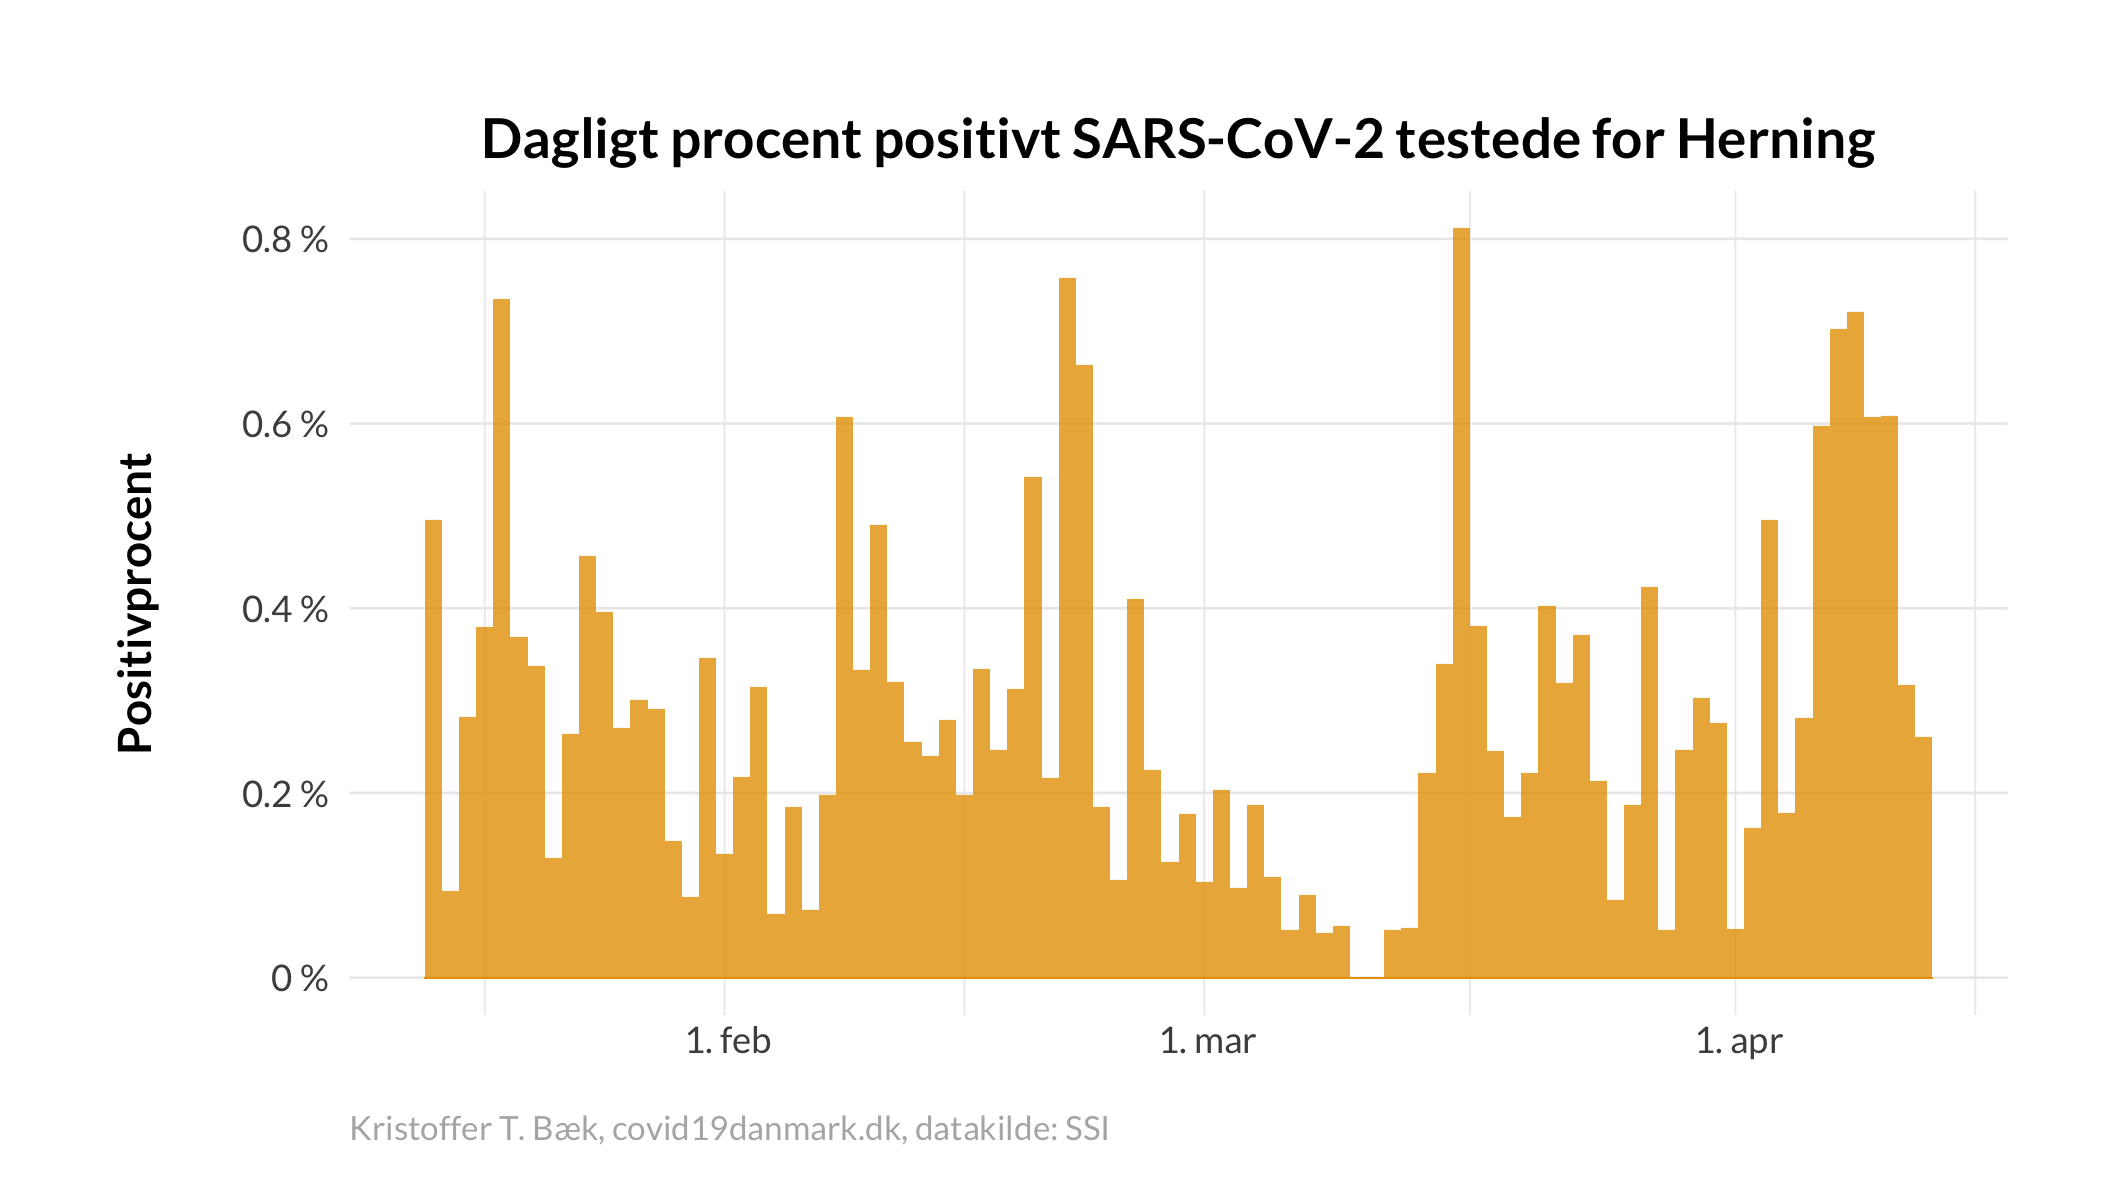 Dagligt procent positivt SARS-CoV-2 testede for Herning
Positivprocent
0.8 %
0.6 %
0.4 %
0.2 %
0 %
1. feb
1. mar
1. apr
Kristoffer T. Bæk, covid19danmark.dk, datakilde: SSI